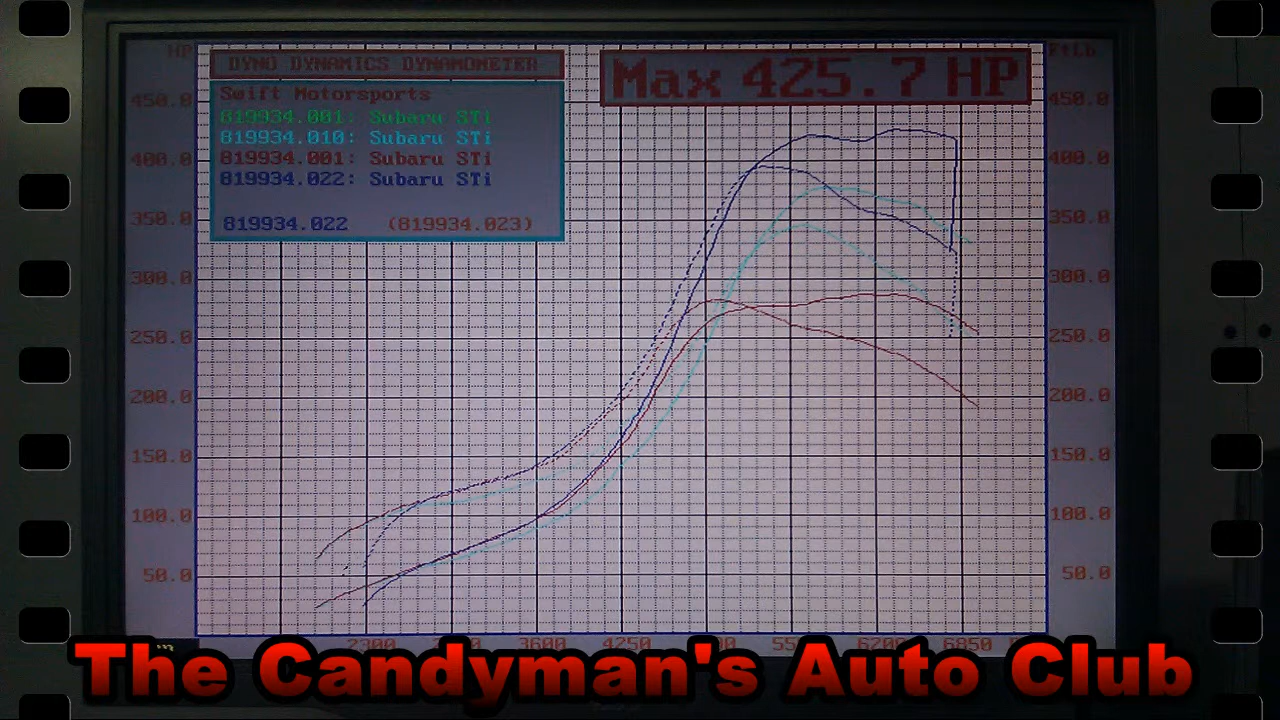 HP
Ft.Lb
DYNO DYNAMICS DYNAMOMETER
Max 425.7 HP
Swift Motorsports
819934.001: Subaru STi
819934.010: Subaru STi
819934.001: Subaru STi
819934.022: Subaru STi
819934.022 (819934.023)
450.0
400.0
350.0
300.0
250.0
200.0
150.0
100.0
50.0
450.0
400.0
350.0
300.0
250.0
200.0
150.0
100.0
50.0
2300 3600 4250 6200 6850
The Candyman's Auto Club